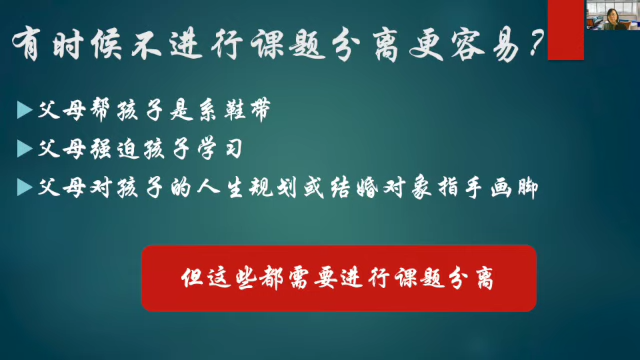 有时候不进行课题分离更容易？
父母帮孩子是系鞋带
父母强迫孩子学习
父母对孩子的人生规划或结婚对象指手画脚
但这些都需要进行课题分离